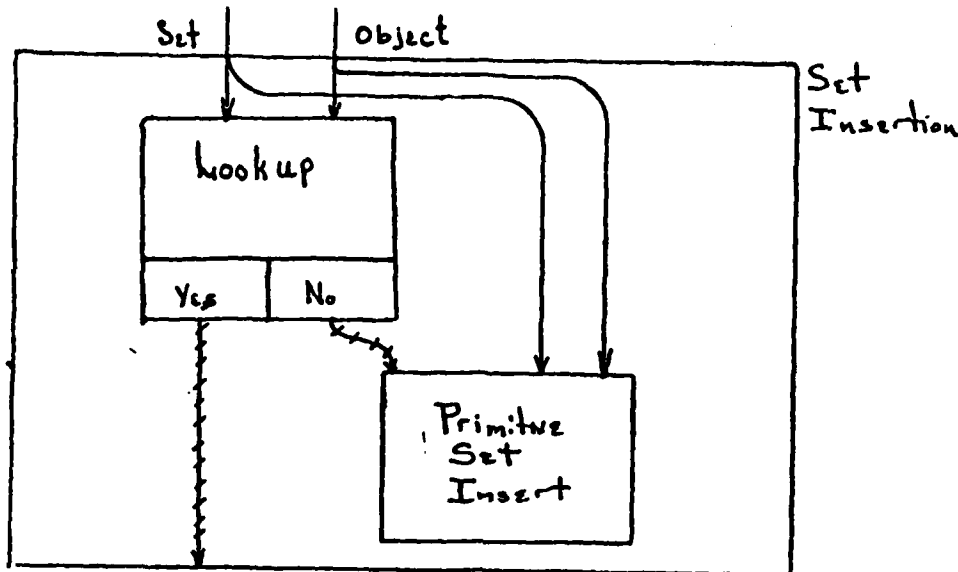 Set
Object
Set
Insertion
Lookup
Yes
No
Primitive
Set
Insert